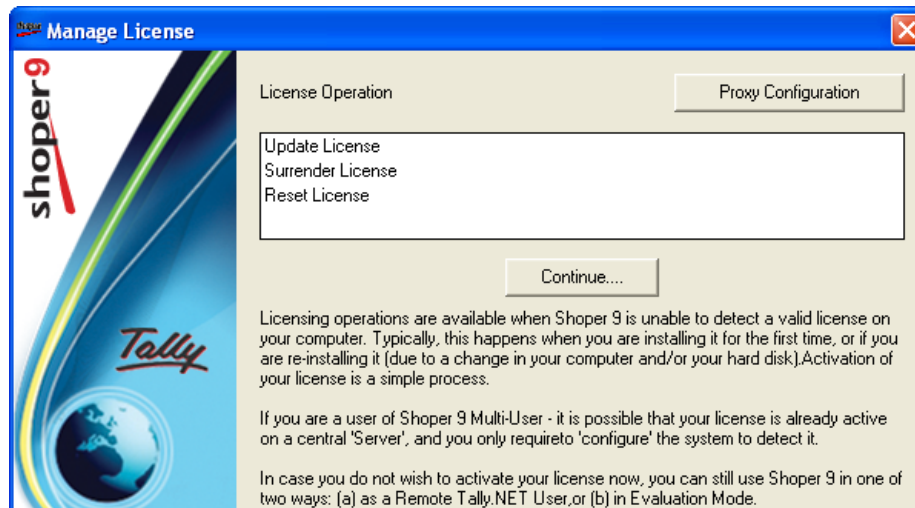 Manage License
shoper9
License Operation
Proxy Configuration
Update License
Surrender License
Reset License
Continue....
Licensing operations are available when Shoper 9 is unable to detect a valid license on
your computer. Typically, this happens when you are installing it for the first time, or if you
are re-installing it (due to a change in your computer and/or your hard disk).Activation of
your license is a simple process.
Tally
If you are a user of Shoper 9 Multi-User - it is possible that your license is already active
on a central 'Server', and you only requireto 'configure' the system to detect it.
In case you do not wish to activate your license now, you can still use Shoper 9 in one of
two ways: (a) as a Remote Tally.NET User,or (b) in Evaluation Mode.